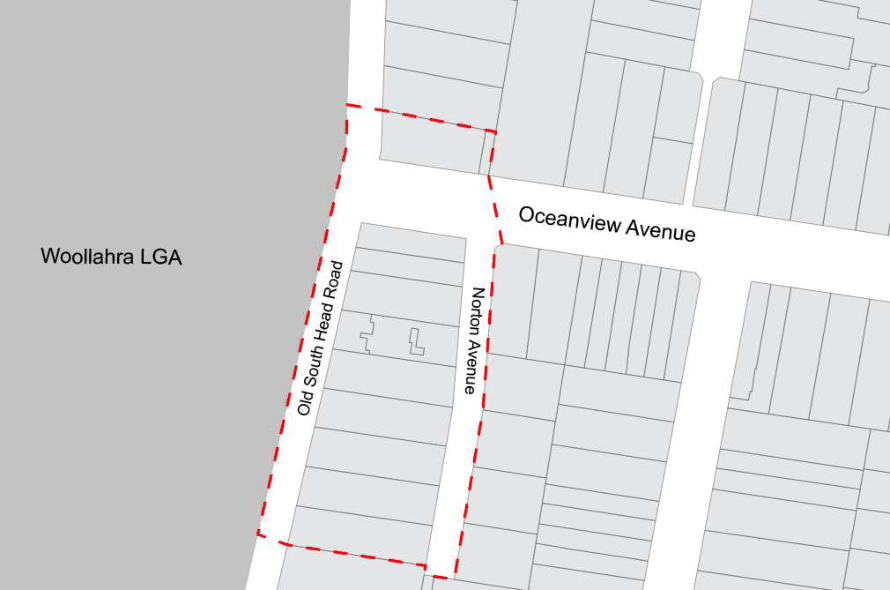 Oceanview Avenue
Woollahra LGA
Old South Head Road
Norton Avenue